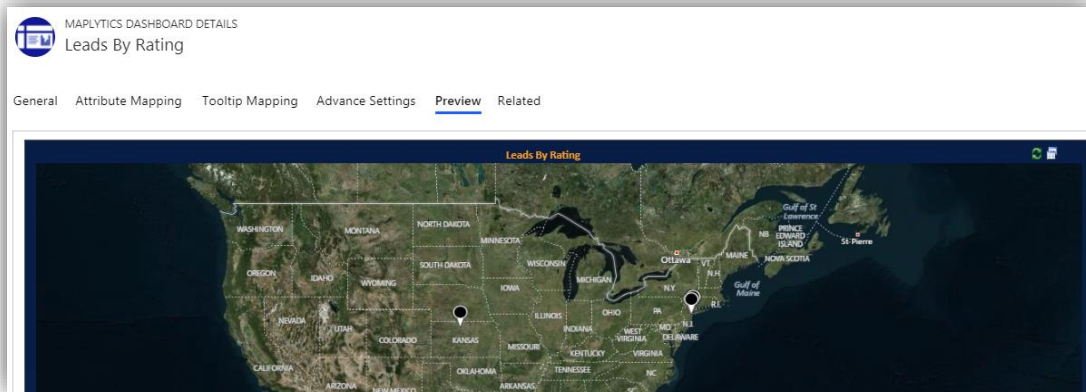 MAPLYTICS DASHBOARD DETAILS
Leads By Rating
General Attribute Mapping Tooltip Mapping Advance Settings Preview Related
Leads By Rating
Gulf of St
Lawrence
WASHINGTON
MONTANA
NORTH DAKOTA
MINNESOTA
NB
PRINCE
EDWARD
ISLAND
St-Pierre
Ottawa
VT.
MAINE
NOVA SCOTIA
OREGON
IDAHO
SOUTH DAKOTA
WISCONSIN
N.H.
WYOMING
MICHIGAN
N.Y.
Gulf of
Maine
IOWA
R.I.
NEVADA
UTAH
ILLINOIS
OHIO
PA
N.J.
COLORADO
KANSAS
INDIANA
WEST
VIRGINIA
MD
DELAWARE
MISSOURI
KENTUCKY
VIRGINIA
CALIFORNIA
OKLAHOMA
TENNESSEE
NC
ARIZONA
NEW MEXICO
ARKANSAS
SC